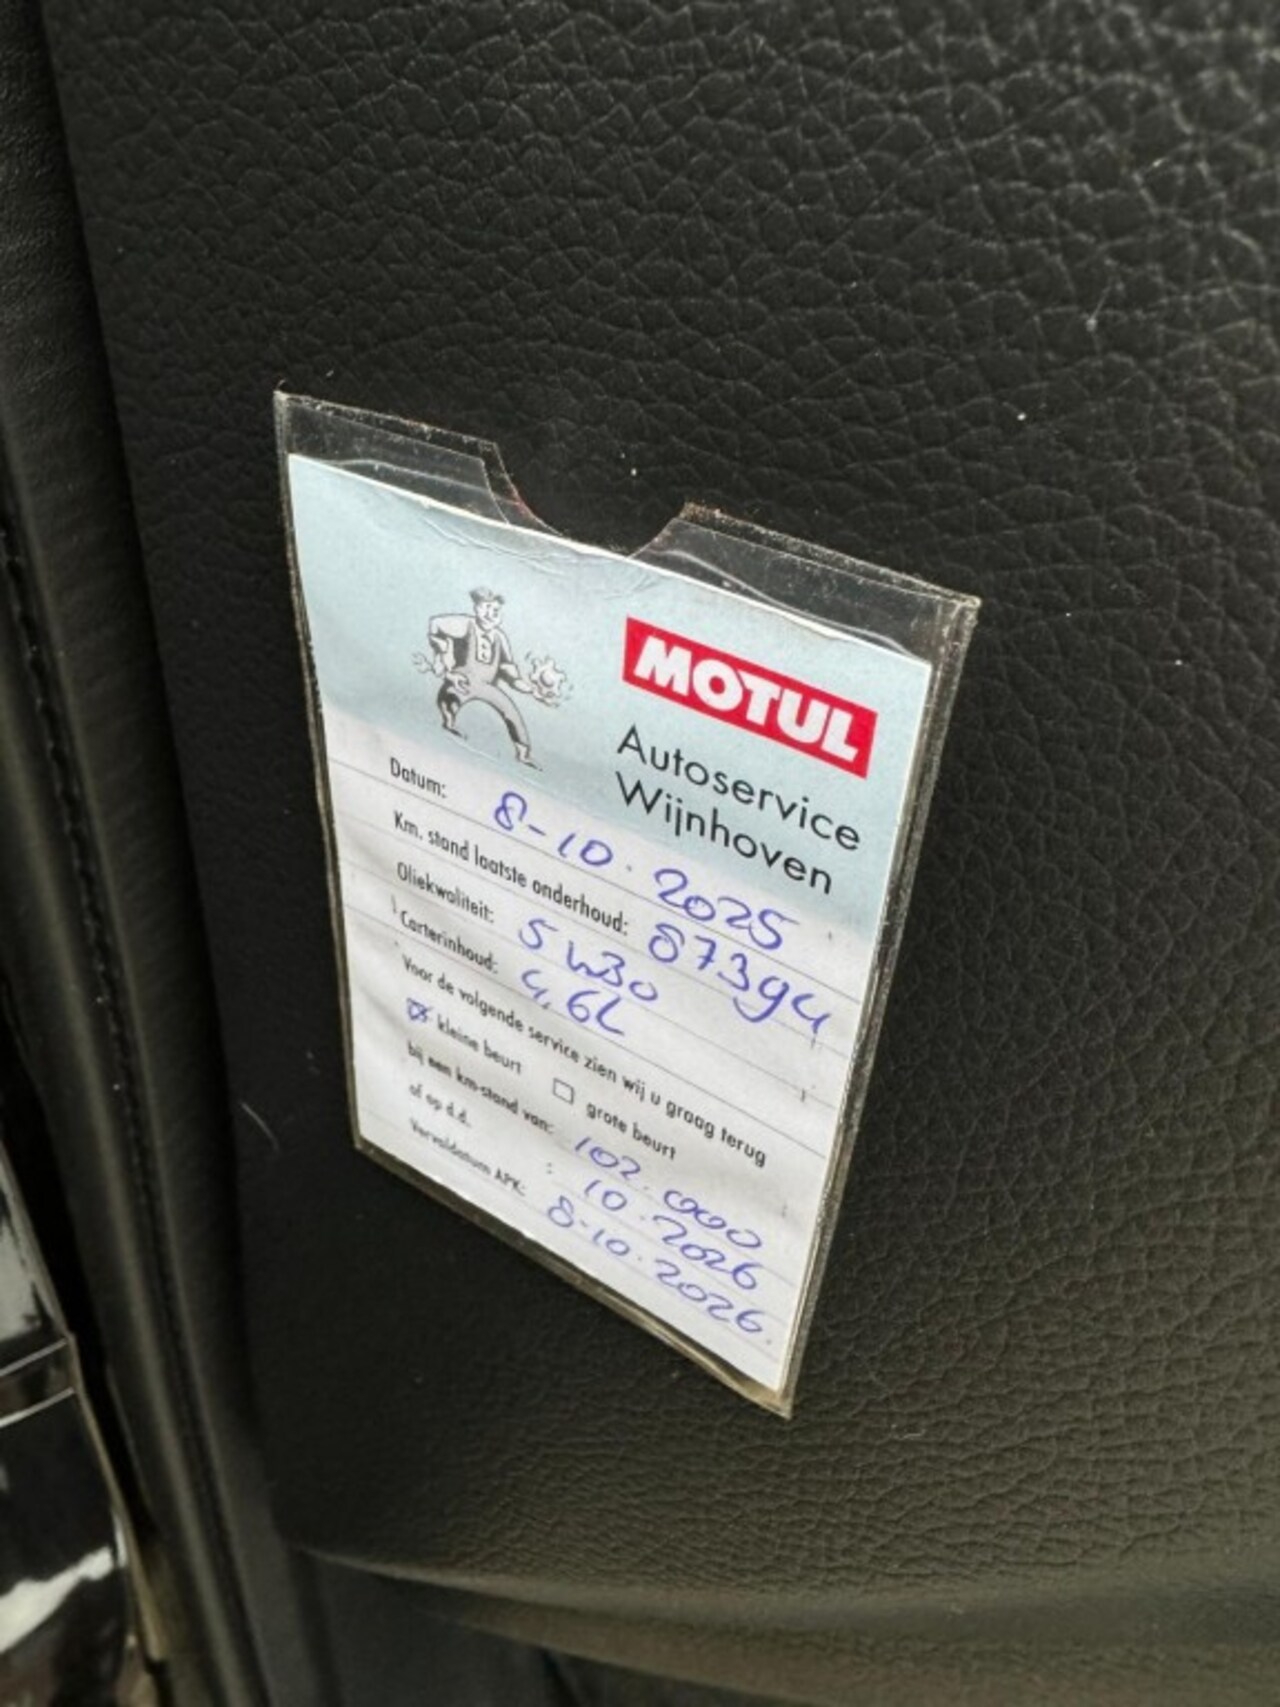 MOTUL
Autoservice
Wijnhoven
Datum: 8-10-2025
Km. stand laatste onderhoud: 87394
Oliekwaliteit: 5W30
Carterinhoud: 4,6L
Voor de volgende service zien wij u graag terug
☒ kleine beurt ☐ grote beurt
bij een km-stand van: 102.000
of op d.d. : 10.2026
Vervaldatum APK: 8-10.2026.